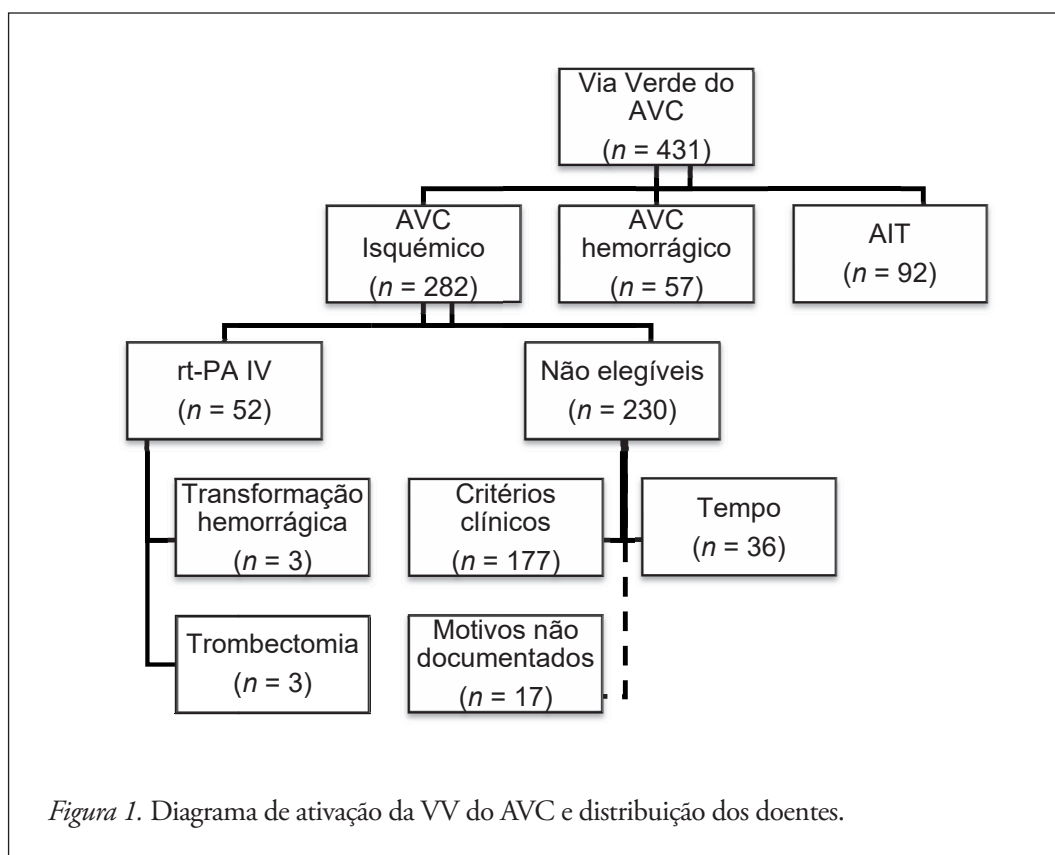 Via Verde do
AVC
(n = 431)
AVC
Isquémico
(n = 282)
AVC
hemorrágico
(n = 57)
AIT
(n = 92)
rt-PA IV
(n = 52)
Não elegíveis
(n = 230)
Transformação
hemorrágica
(n = 3)
Critérios
clínicos
(n = 177)
Tempo
(n = 36)
Trombectomia
(n = 3)
Motivos não
documentados
(n = 17)
Figura 1. Diagrama de ativação da VV do AVC e distribuição dos doentes.